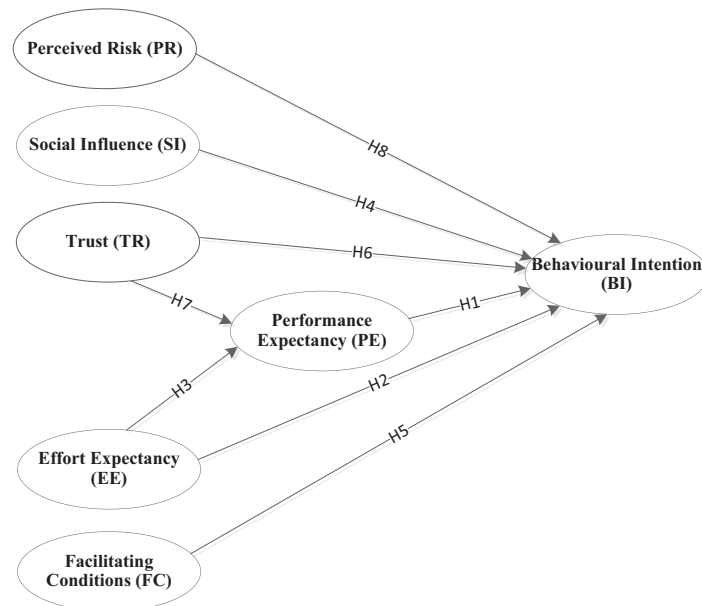 Perceived Risk (PR)
H8
Social Influence (SI)
H4
Trust (TR)
H6
Behavioural Intention
(BI)
H7
H1
Performance
Expectancy (PE)
H3
H2
Effort Expectancy
(EE)
H5
Facilitating
Conditions (FC)